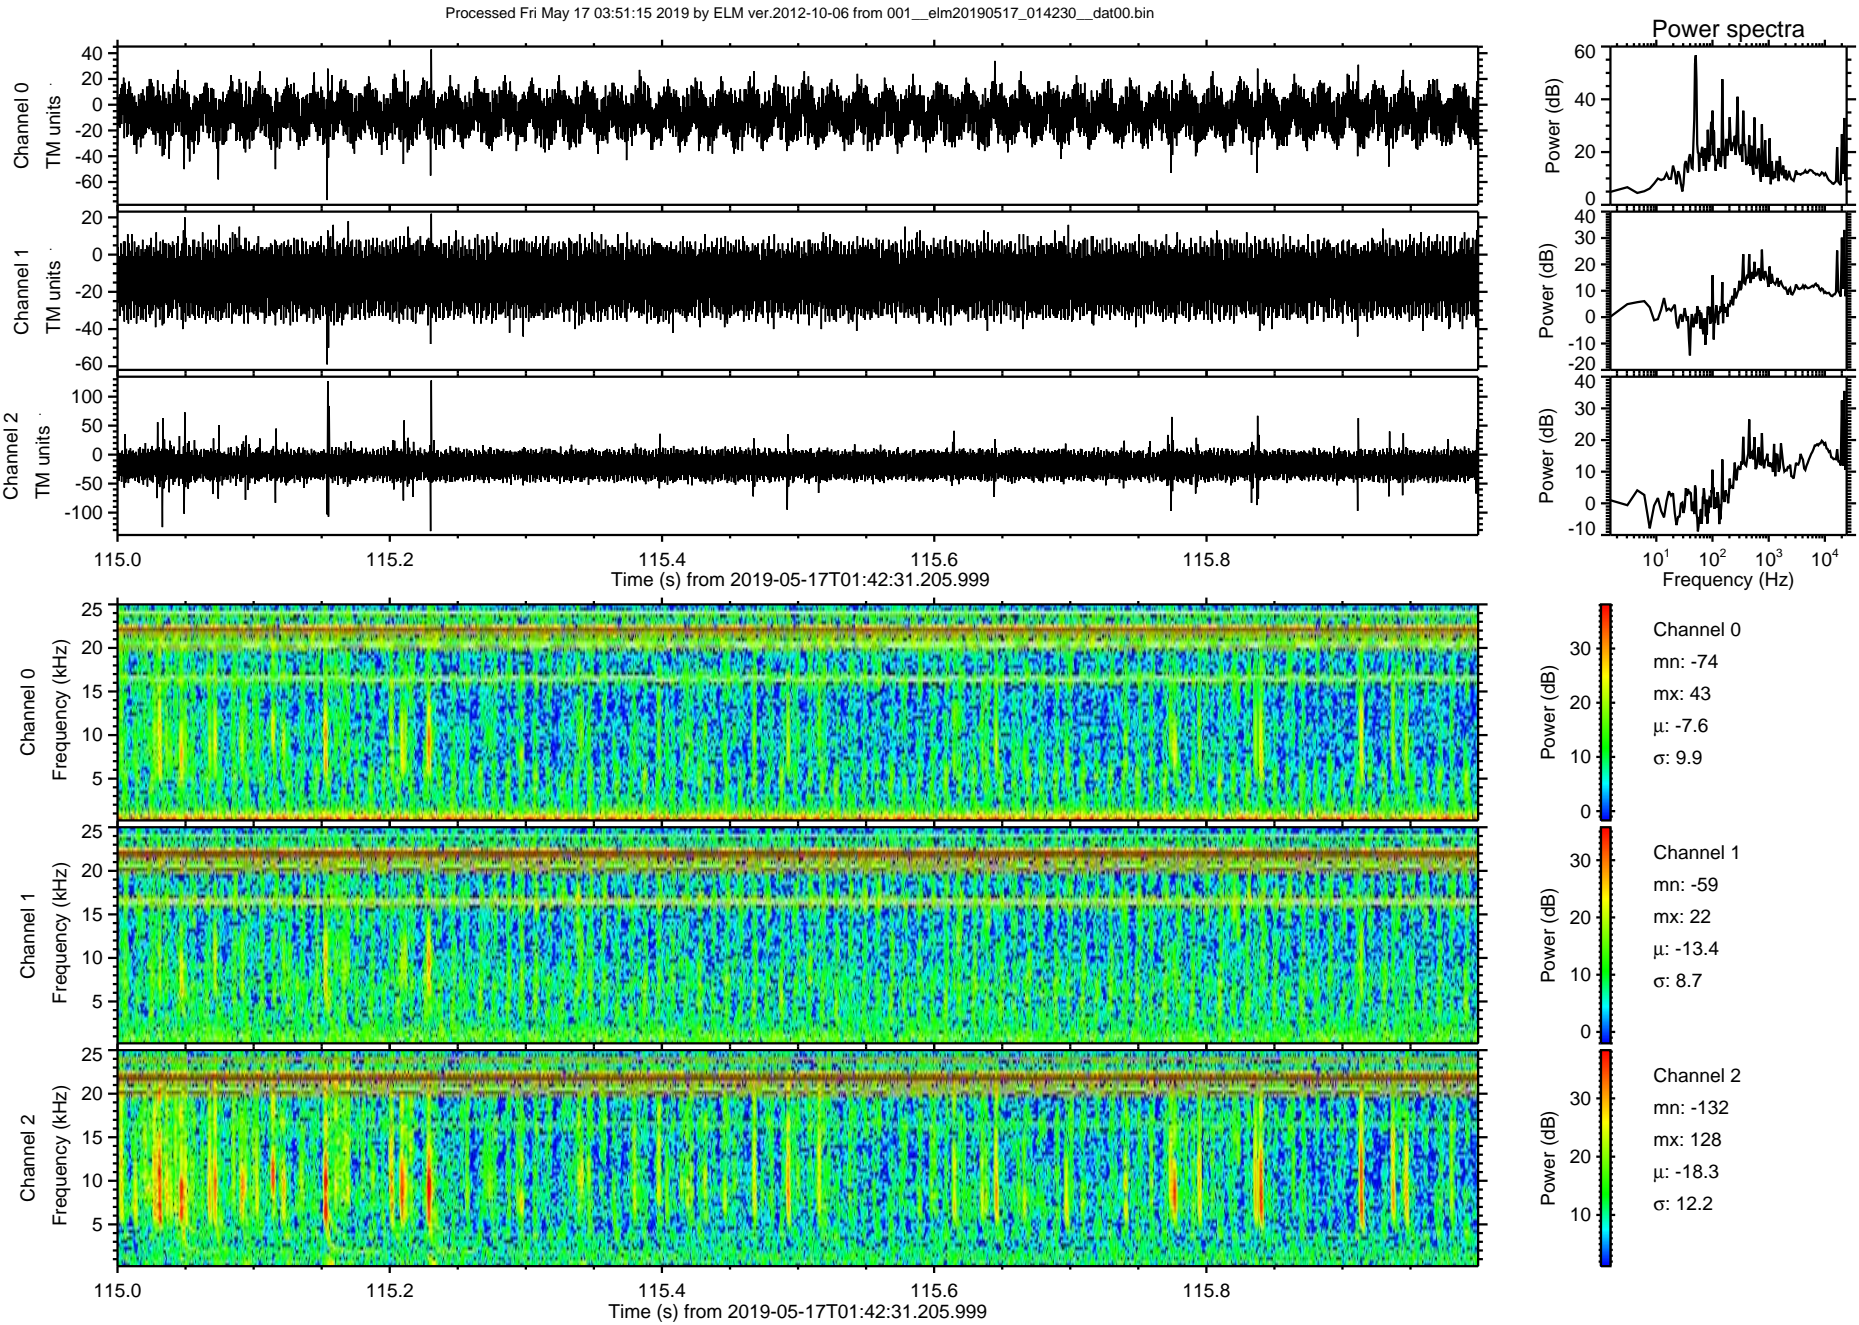 Processed Fri May 17 03:51:15 2019 by ELM ver.2012-10-06 from 001__elm20190517_014230__dat00.bin
Power spectra
Channel 0
TM units
40
20
0
-20
-40
-60
Power (dB)
60
40
20
0
Channel 1
TM units
20
0
-20
-40
-60
Power (dB)
40
30
20
10
0
-10
-20
Channel 2
TM units
100
50
0
-50
-100
Power (dB)
40
30
20
10
0
-10
115.0 115.2 115.4 115.6 115.8
Time (s) from 2019-05-17T01:42:31.205.999
10¹ 10² 10³ 10⁴
Frequency (Hz)
Channel 0
Frequency (kHz)
25
20
15
10
5
Power (dB)
30
20
10
0
Channel 0
mn: -74
mx: 43
μ: -7.6
σ: 9.9
Channel 1
Frequency (kHz)
25
20
15
10
5
Power (dB)
30
20
10
0
Channel 1
mn: -59
mx: 22
μ: -13.4
σ: 8.7
Channel 2
Frequency (kHz)
25
20
15
10
5
Power (dB)
30
20
10
Channel 2
mn: -132
mx: 128
μ: -18.3
σ: 12.2
115.0 115.2 115.4 115.6 115.8
Time (s) from 2019-05-17T01:42:31.205.999